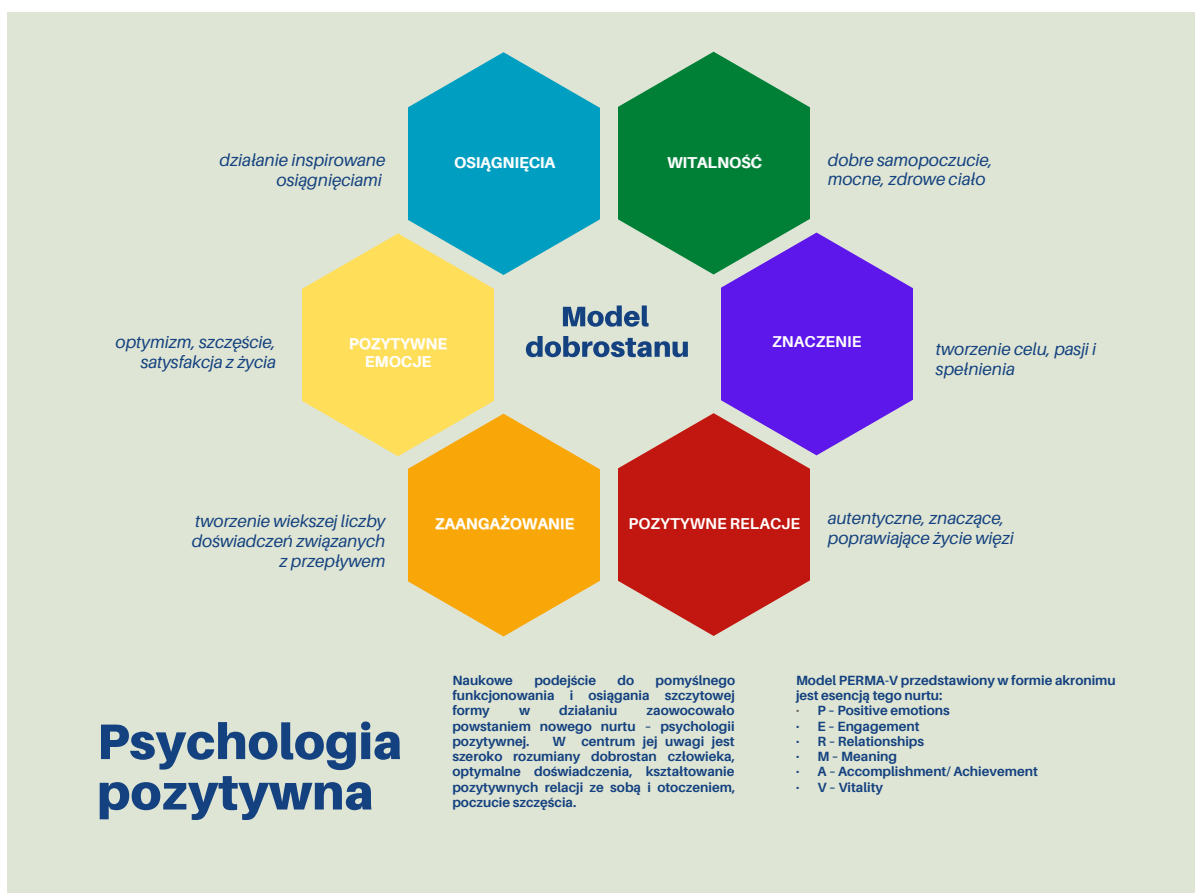 OSIĄGNIĘCIA
WITALNOŚĆ
działanie inspirowane
osiągnięciami
dobre samopoczucie,
mocne, zdrowe ciało
Model
dobrostanu
POZYTYWNE
EMOCJE
ZNACZENIE
optymizm, szczęście,
satysfakcja z życia
tworzenie celu, pasji i
spełnienia
ZAANGAŻOWANIE
POZYTYWNE RELACJE
tworzenie wiekszej liczby
doświadczeń związanych
z przepływem
autentyczne, znaczące,
poprawiające życie więzi
Psychologia
pozytywna
Naukowe podejście do pomyślnego
funkcjonowania i osiągania szczytowej
formy w działaniu zaowocowało
powstaniem nowego nurtu – psychologii
pozytywnej. W centrum jej uwagi jest
szeroko rozumiany dobrostan człowieka,
optymalne doświadczenia, kształtowanie
pozytywnych relacji ze sobą i otoczeniem,
poczucie szczęścia.
Model PERMA-V przedstawiony w formie akronimu
jest esencją tego nurtu:
· P – Positive emotions
· E – Engagement
· R – Relationships
· M – Meaning
· A – Accomplishment/ Achievement
· V – Vitality